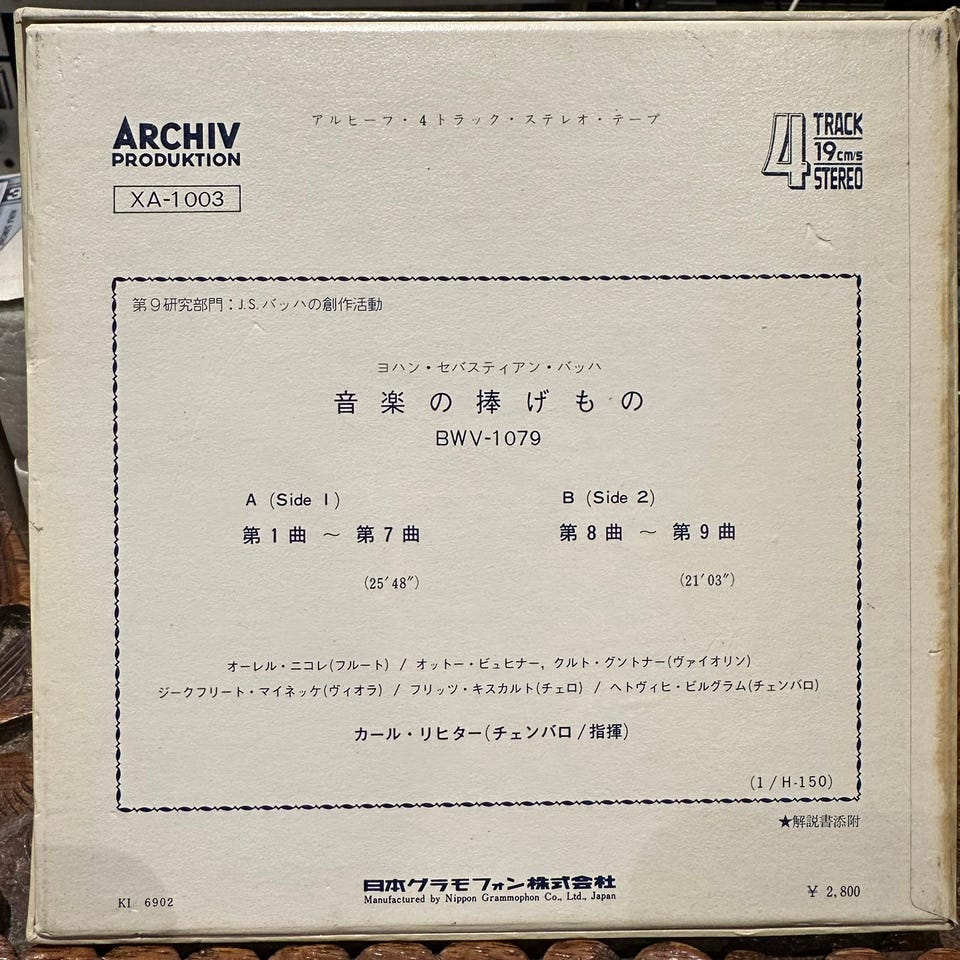 ARCHIV
PRODUKTION
XA-1003
アルヒーフ・4トラック・ステレオ・テープ
4 TRACK
19cm/s
STEREO
第9研究部門:J.S.バッハの創作活動
ヨハン・セバスティアン・バッハ
音楽の捧げもの
BWV-1079
A (Side 1)
第1曲 ~ 第7曲
(25′48″)
B (Side 2)
第8曲 ~ 第9曲
(21′03″)
オーレル・ニコレ(フルート) / オットー・ビュヒナー, クルト・グントナー(ヴァイオリン)
ジークフリート・マイネッケ(ヴィオラ) / フリッツ・キスカルト(チェロ) / ヘトヴィヒ・ビルグラム(チェンバロ)
カール・リヒター(チェンバロ/指揮)
(1/H-150)
★解説書添附
KI 6902
日本グラモフォン株式会社
Manufactured by Nippon Grammophon Co., Ltd., Japan
¥ 2,800